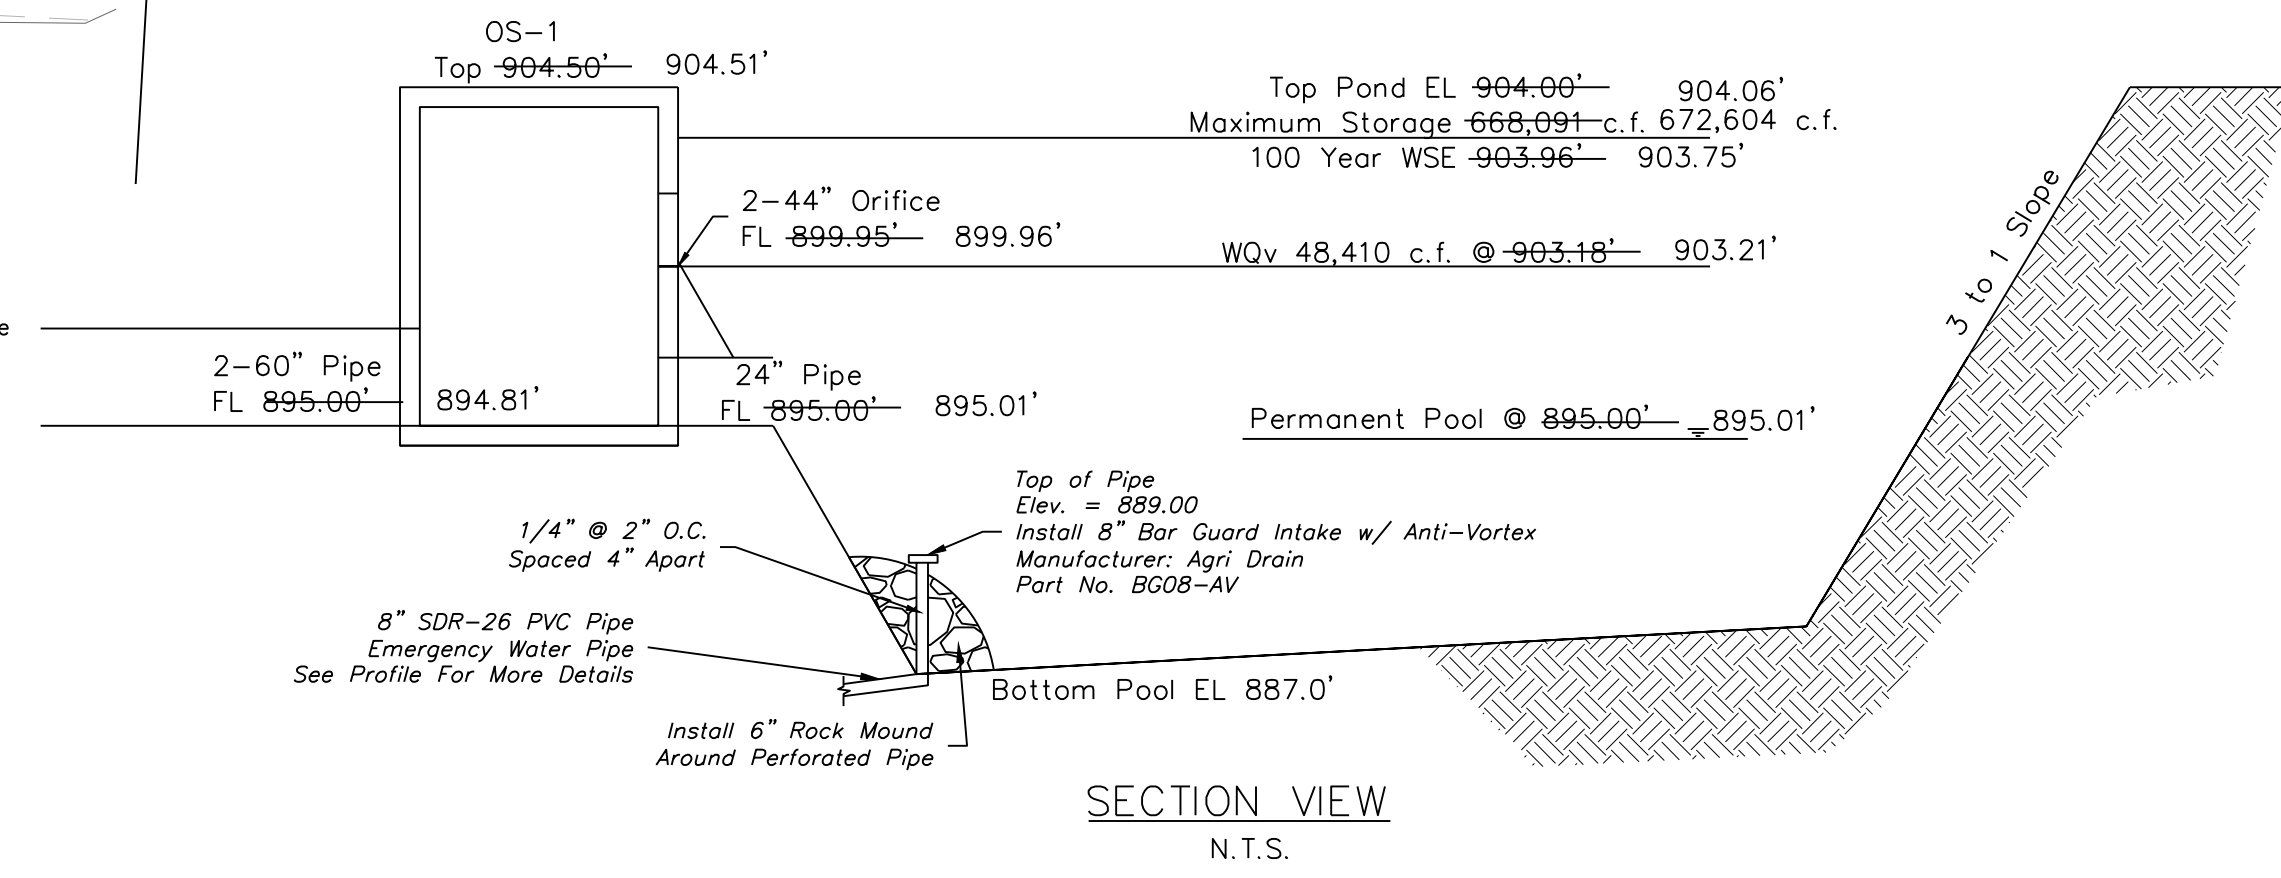 OS-1
Top 904.50' 904.51'
Top Pond EL 904.00' 904.06'
Maximum Storage 668,091 c.f. 672,604 c.f.
100 Year WSE 903.96' 903.75'
2-44" Orifice
FL 899.95' 899.96'
WQv 48,410 c.f. @ 903.18' 903.21'
3 to 1 Slope
e
2-60" Pipe
FL 895.00' 894.81'
24" Pipe
FL 895.00' 895.01'
Permanent Pool @ 895.00' 895.01'
Top of Pipe
Elev. = 889.00
Install 8" Bar Guard Intake w/ Anti-Vortex
Manufacturer: Agri Drain
Part No. BG08-AV
1/4" @ 2" O.C.
Spaced 4" Apart
8" SDR-26 PVC Pipe
Emergency Water Pipe
See Profile For More Details
Bottom Pool EL 887.0'
Install 6" Rock Mound
Around Perforated Pipe
SECTION VIEW
N.T.S.